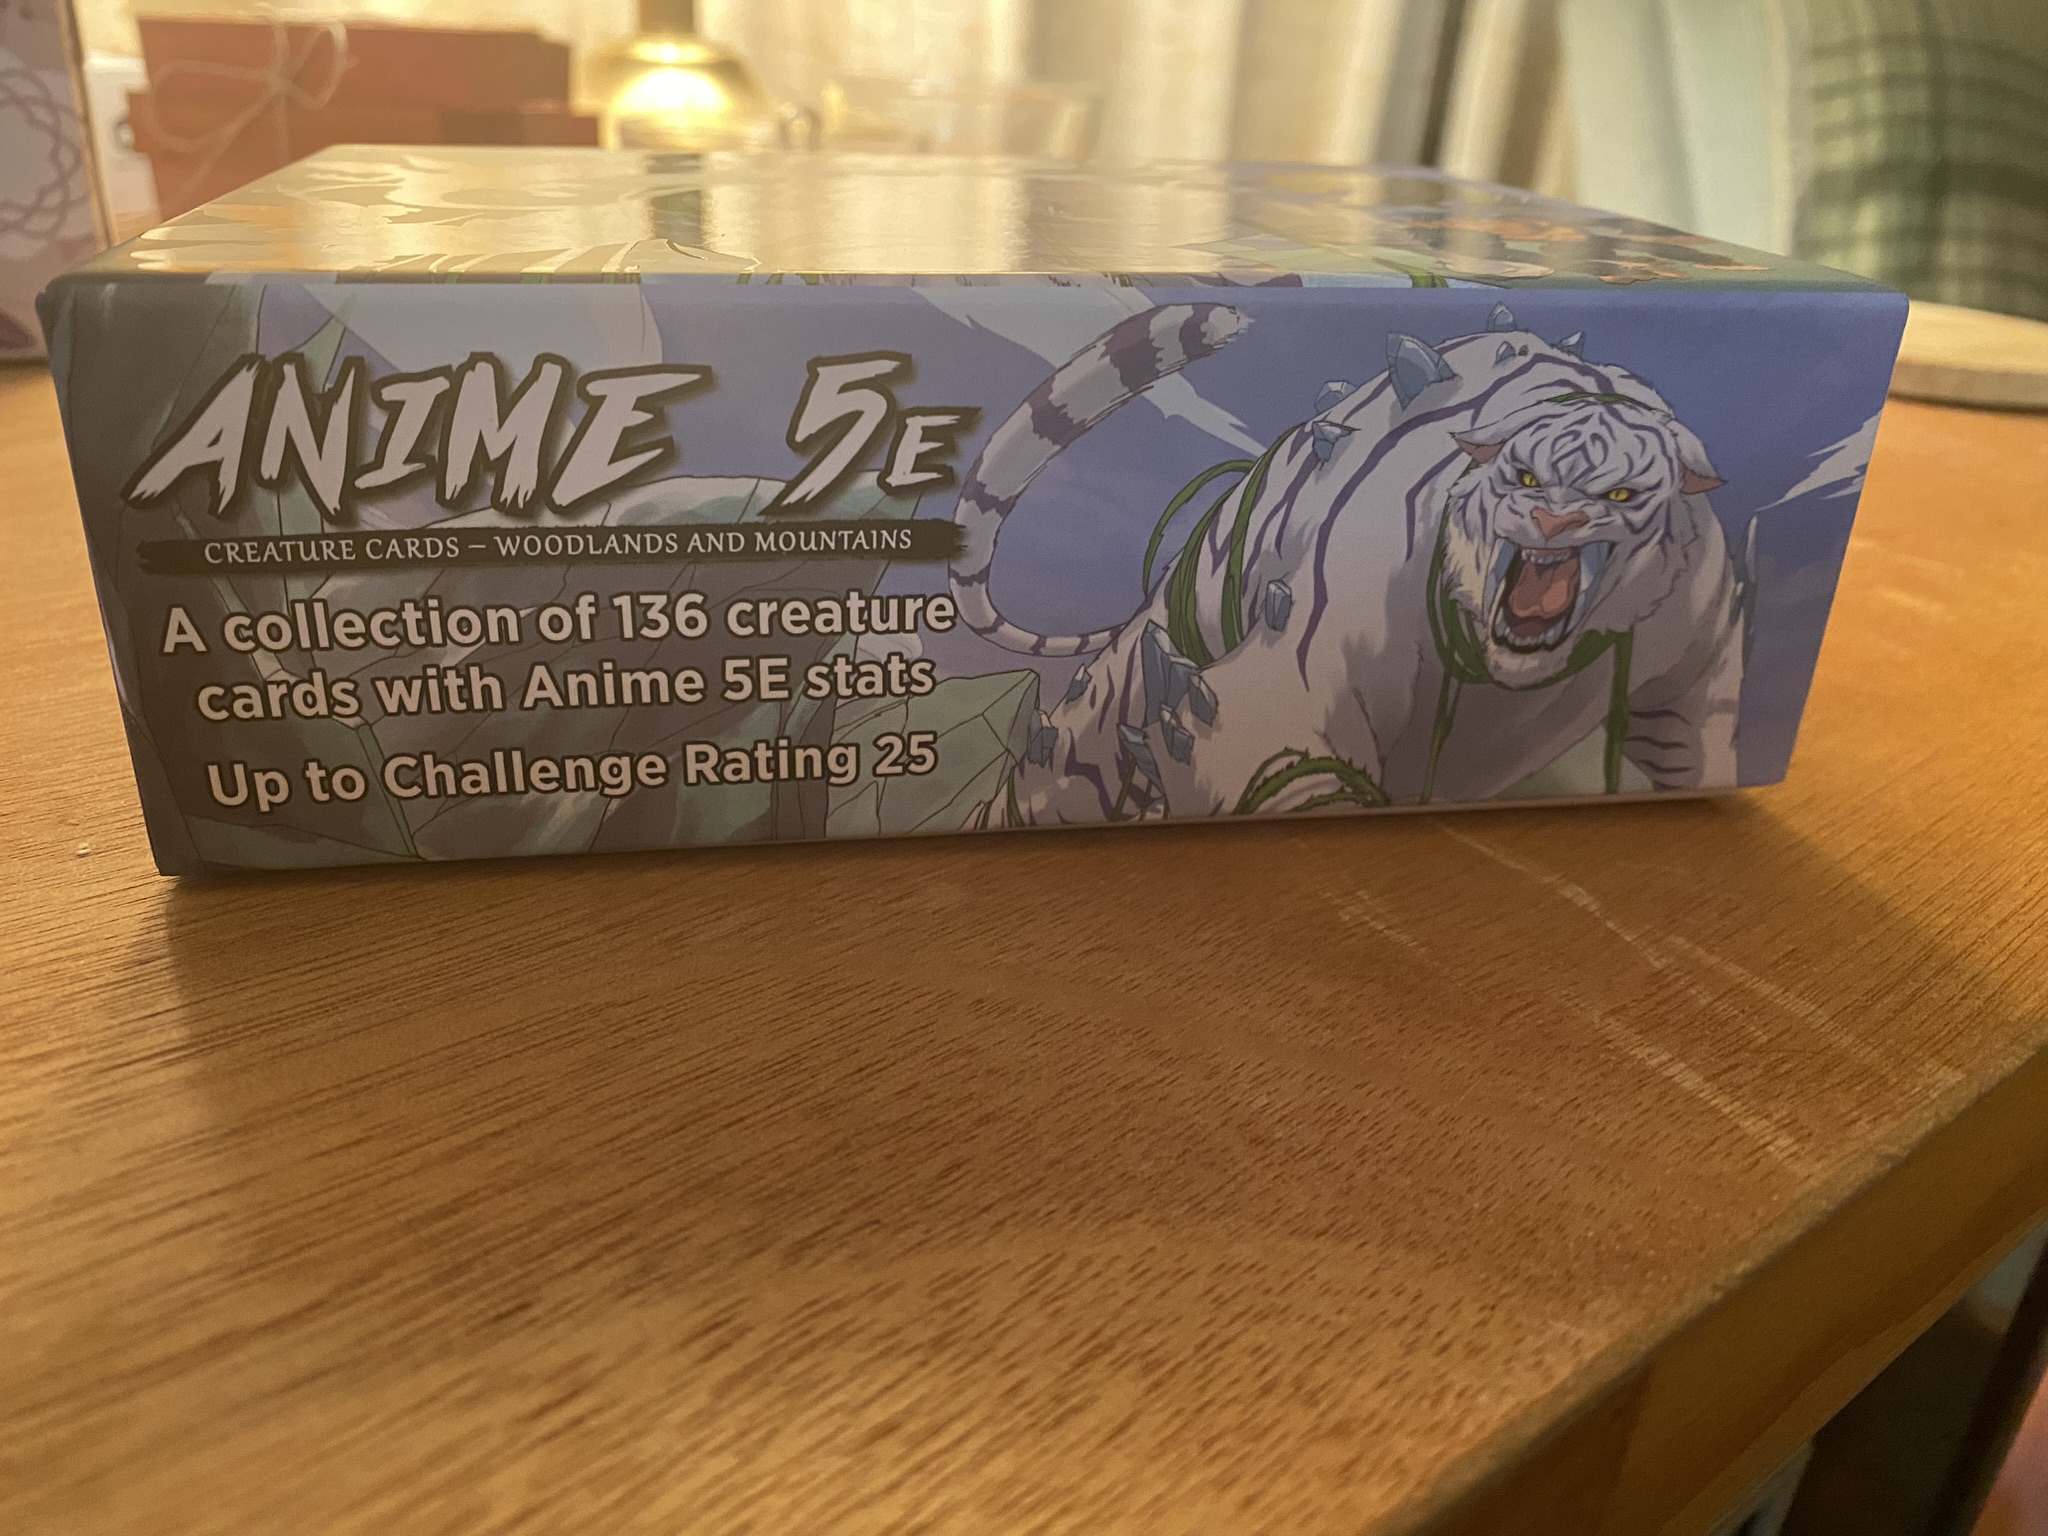 ANIME 5E
CREATURE CARDS – WOODLANDS AND MOUNTAINS
A collection of 136 creature
cards with Anime 5E stats
Up to Challenge Rating 25